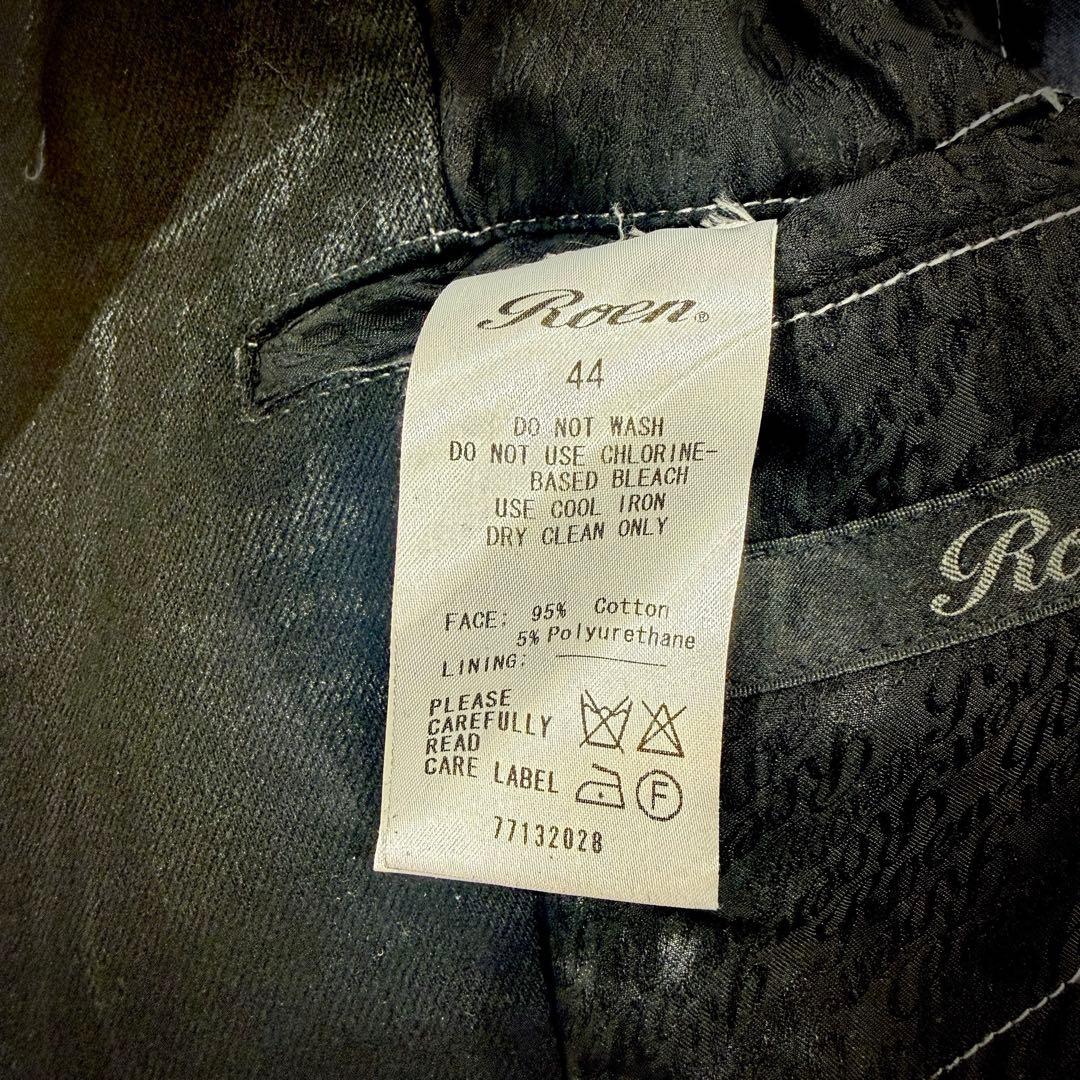 Roen®
44
DO NOT WASH
DO NOT USE CHLORINE-
BASED BLEACH
USE COOL IRON
DRY CLEAN ONLY
FACE: 95% Cotton
5% Polyurethane
LINING:
PLEASE
CAREFULLY
READ
CARE LABEL
F
77132028
Ro